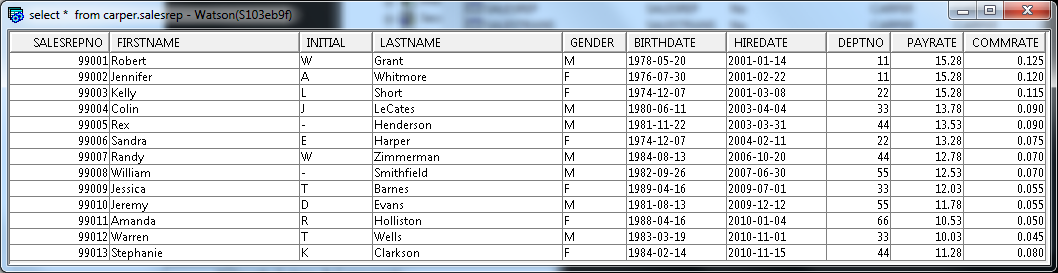 select * from carper.salesrep - Watson(S103eb9f)
SALESREPNO FIRSTNAME INITIAL LASTNAME GENDER BIRTHDATE HIREDATE DEPTNO PAYRATE COMMRATE
99001 Robert W Grant M 1978-05-20 2001-01-14 11 15.28 0.125
99002 Jennifer A Whitmore F 1976-07-30 2001-02-22 11 15.28 0.120
99003 Kelly L Short F 1974-12-07 2001-03-08 22 15.28 0.115
99004 Colin J LeCates M 1980-06-11 2003-04-04 33 13.78 0.090
99005 Rex - Henderson M 1981-11-22 2003-03-31 44 13.53 0.090
99006 Sandra E Harper F 1974-12-07 2004-02-11 22 13.28 0.075
99007 Randy W Zimmerman M 1984-08-13 2006-10-20 44 12.78 0.070
99008 William - Smithfield M 1982-09-26 2007-06-30 55 12.53 0.070
99009 Jessica T Barnes F 1989-04-16 2009-07-01 33 12.03 0.055
99010 Jeremy D Evans M 1981-08-13 2009-12-12 55 11.78 0.055
99011 Amanda R Holliston F 1988-04-16 2010-01-04 66 10.53 0.050
99012 Warren T Wells M 1983-03-19 2010-11-01 33 10.03 0.045
99013 Stephanie K Clarkson F 1984-02-14 2010-11-15 44 11.28 0.080